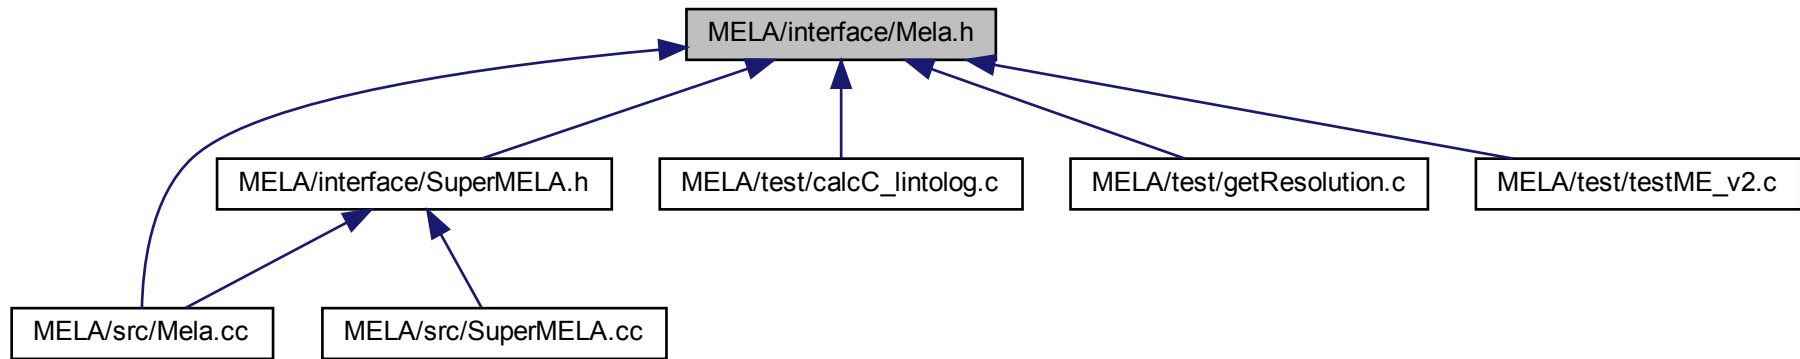 MELA/interface/Mela.h
MELA/interface/SuperMELA.h
MELA/test/calcC_lintolog.c
MELA/test/getResolution.c
MELA/test/testME_v2.c
MELA/src/Mela.cc
MELA/src/SuperMELA.cc